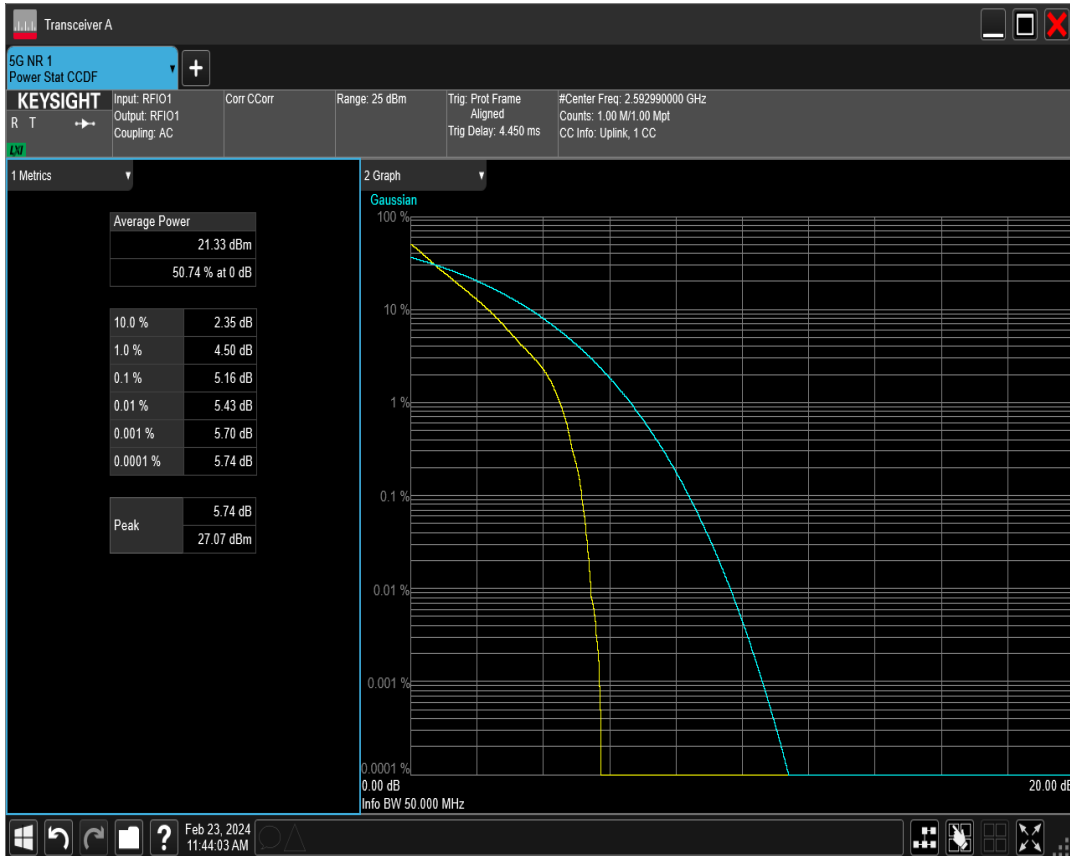 Transceiver A
5G NR 1
Power Stat CCDF
KEYSIGHT
R T
LXI
Input: RFIO1
Output: RFIO1
Coupling: AC
Corr CCorr
Range: 25 dBm
Trig: Prot Frame
Aligned
Trig Delay: 4.450 ms
#Center Freq: 2.592990000 GHz
Counts: 1.00 M/1.00 Mpt
CC Info: Uplink, 1 CC
1 Metrics
Average Power
21.33 dBm
50.74 % at 0 dB
10.0 % 2.35 dB
1.0 % 4.50 dB
0.1 % 5.16 dB
0.01 % 5.43 dB
0.001 % 5.70 dB
0.0001 % 5.74 dB
Peak
5.74 dB
27.07 dBm
2 Graph
Gaussian
100 %
10 %
1 %
0.1 %
0.01 %
0.001 %
0.0001 %
0.00 dB 20.00 dB
Info BW 50.000 MHz
?
Feb 23, 2024
11:44:03 AM